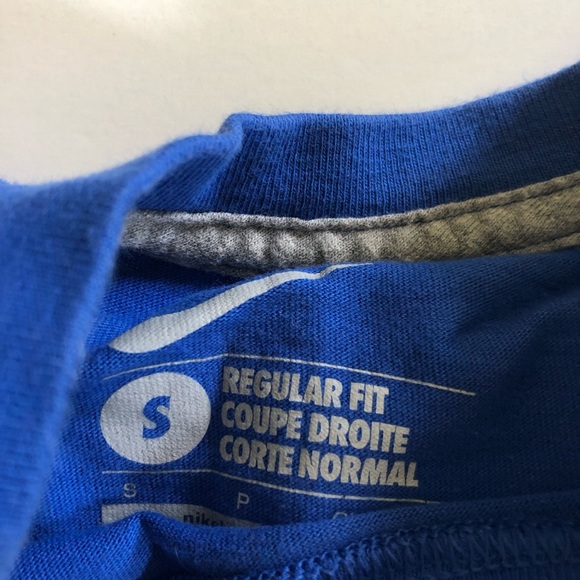 S
REGULAR FIT
COUPE DROITE
CORTE NORMAL
S P